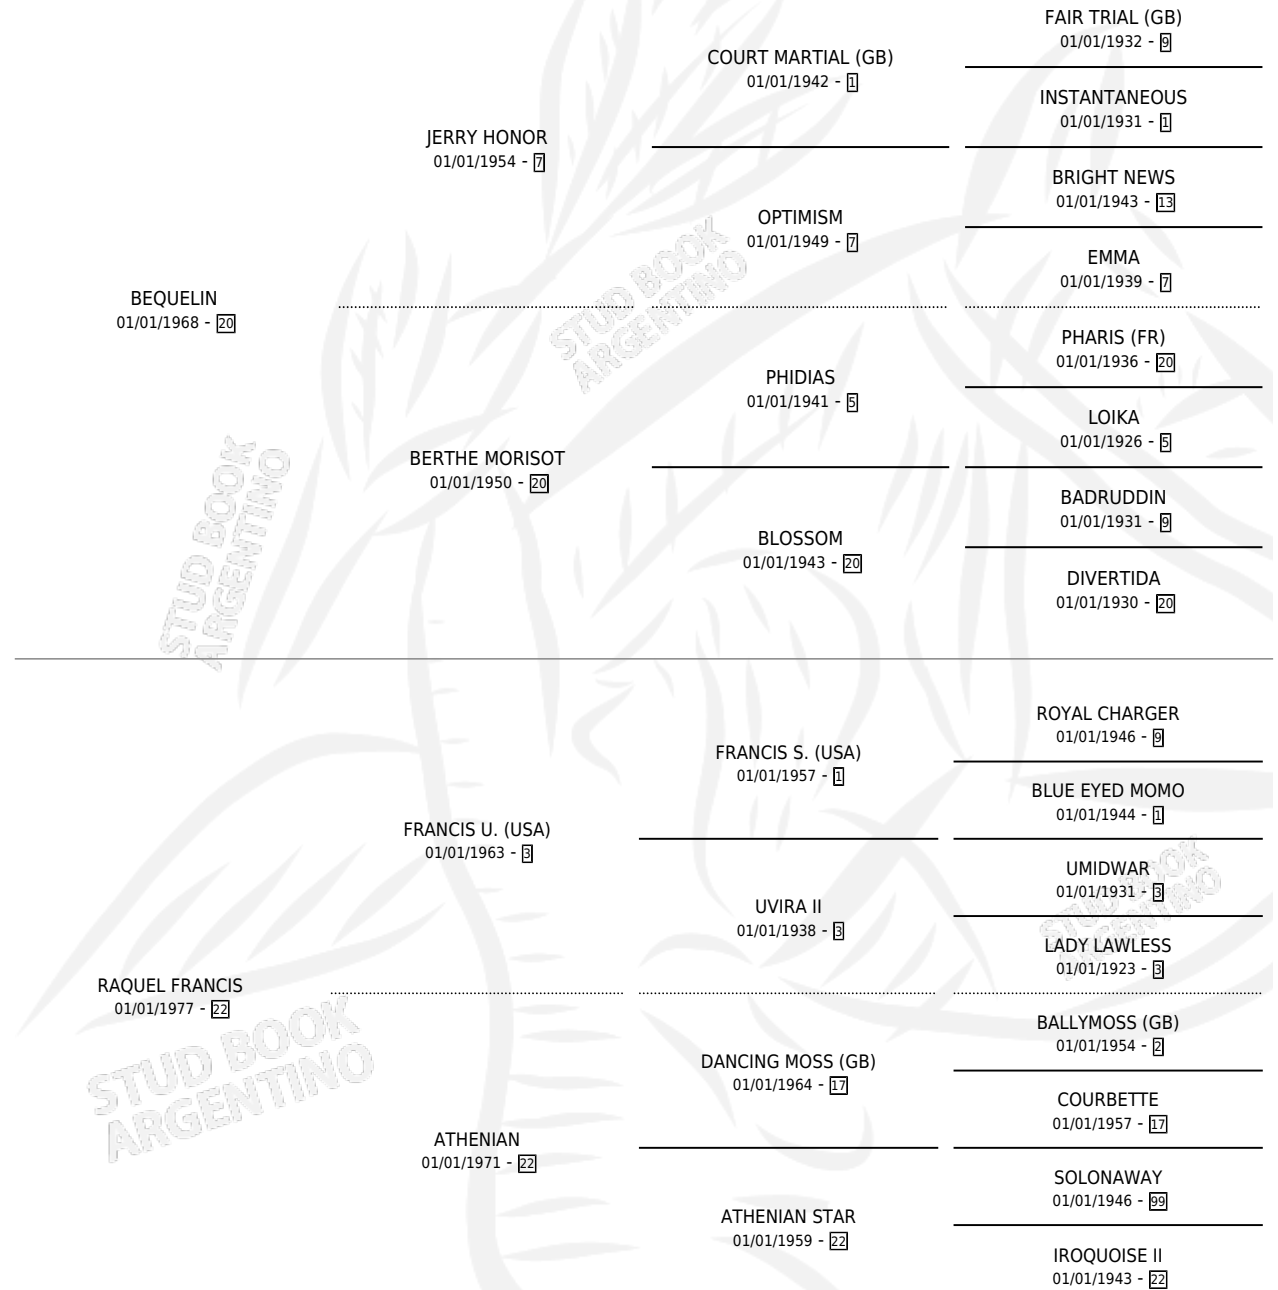 FAIR TRIAL (GB)
01/01/1932 - 9
COURT MARTIAL (GB)
01/01/1942 - 1
INSTANTANEOUS
01/01/1931 - 1
JERRY HONOR
01/01/1954 - 7
BRIGHT NEWS
01/01/1943 - 13
OPTIMISM
01/01/1949 - 7
EMMA
01/01/1939 - 7
BEQUELIN
01/01/1968 - 20
PHARIS (FR)
01/01/1936 - 20
PHIDIAS
01/01/1941 - 5
LOIKA
01/01/1926 - 5
BERTHE MORISOT
01/01/1950 - 20
BADRUDDIN
01/01/1931 - 9
BLOSSOM
01/01/1943 - 20
DIVERTIDA
01/01/1930 - 20
STUD BOOK
ARGENTINO
STUD BOOK
ARGENTINO
ROYAL CHARGER
01/01/1946 - 9
FRANCIS S. (USA)
01/01/1957 - 1
BLUE EYED MOMO
01/01/1944 - 1
FRANCIS U. (USA)
01/01/1963 - 3
UMIDWAR
01/01/1931 - 3
UVIRA II
01/01/1938 - 3
LADY LAWLESS
01/01/1923 - 3
RAQUEL FRANCIS
01/01/1977 - 22
BALLYMOSS (GB)
01/01/1954 - 2
DANCING MOSS (GB)
01/01/1964 - 17
COURBETTE
01/01/1957 - 17
ATHENIAN
01/01/1971 - 22
SOLONAWAY
01/01/1946 - 99
ATHENIAN STAR
01/01/1959 - 22
IROQUOISE II
01/01/1943 - 22
STUD BOOK
ARGENTINO
STUD BOOK
ARGENTINO